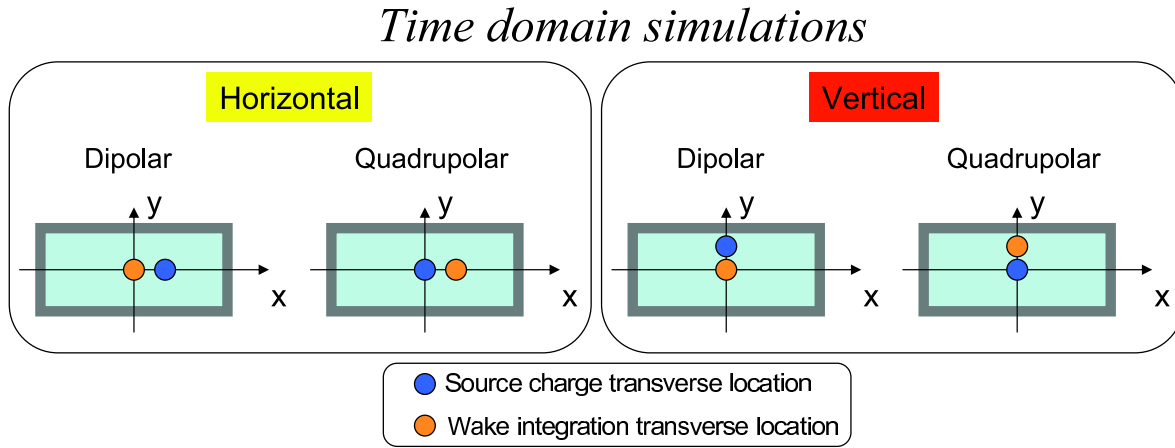 Time domain simulations
Horizontal
Dipolar
Quadrupolar
y
x
y
x
Vertical
Dipolar
Quadrupolar
y
x
y
x
Source charge transverse location
Wake integration transverse location